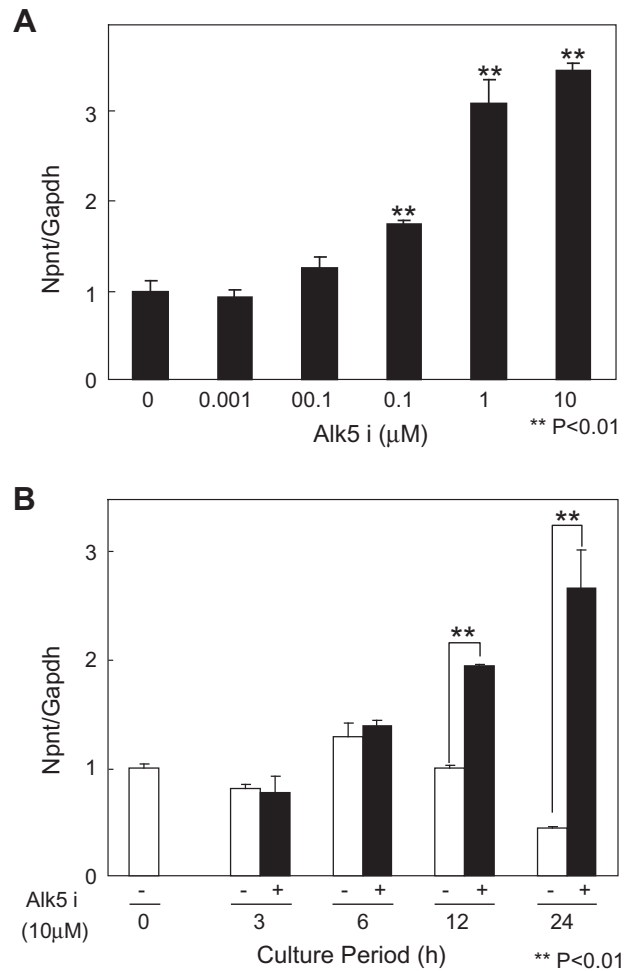 A
Npnt/Gapdh
3
2
1
0
**
**
**
0 0.001 00.1 0.1 1 10
Alk5 i (μM)
** P<0.01
B
Npnt/Gapdh
3
2
1
0
**
**
Alk5 i - - + - + - + - +
(10μM) 0 3 6 12 24
Culture Period (h)
** P<0.01